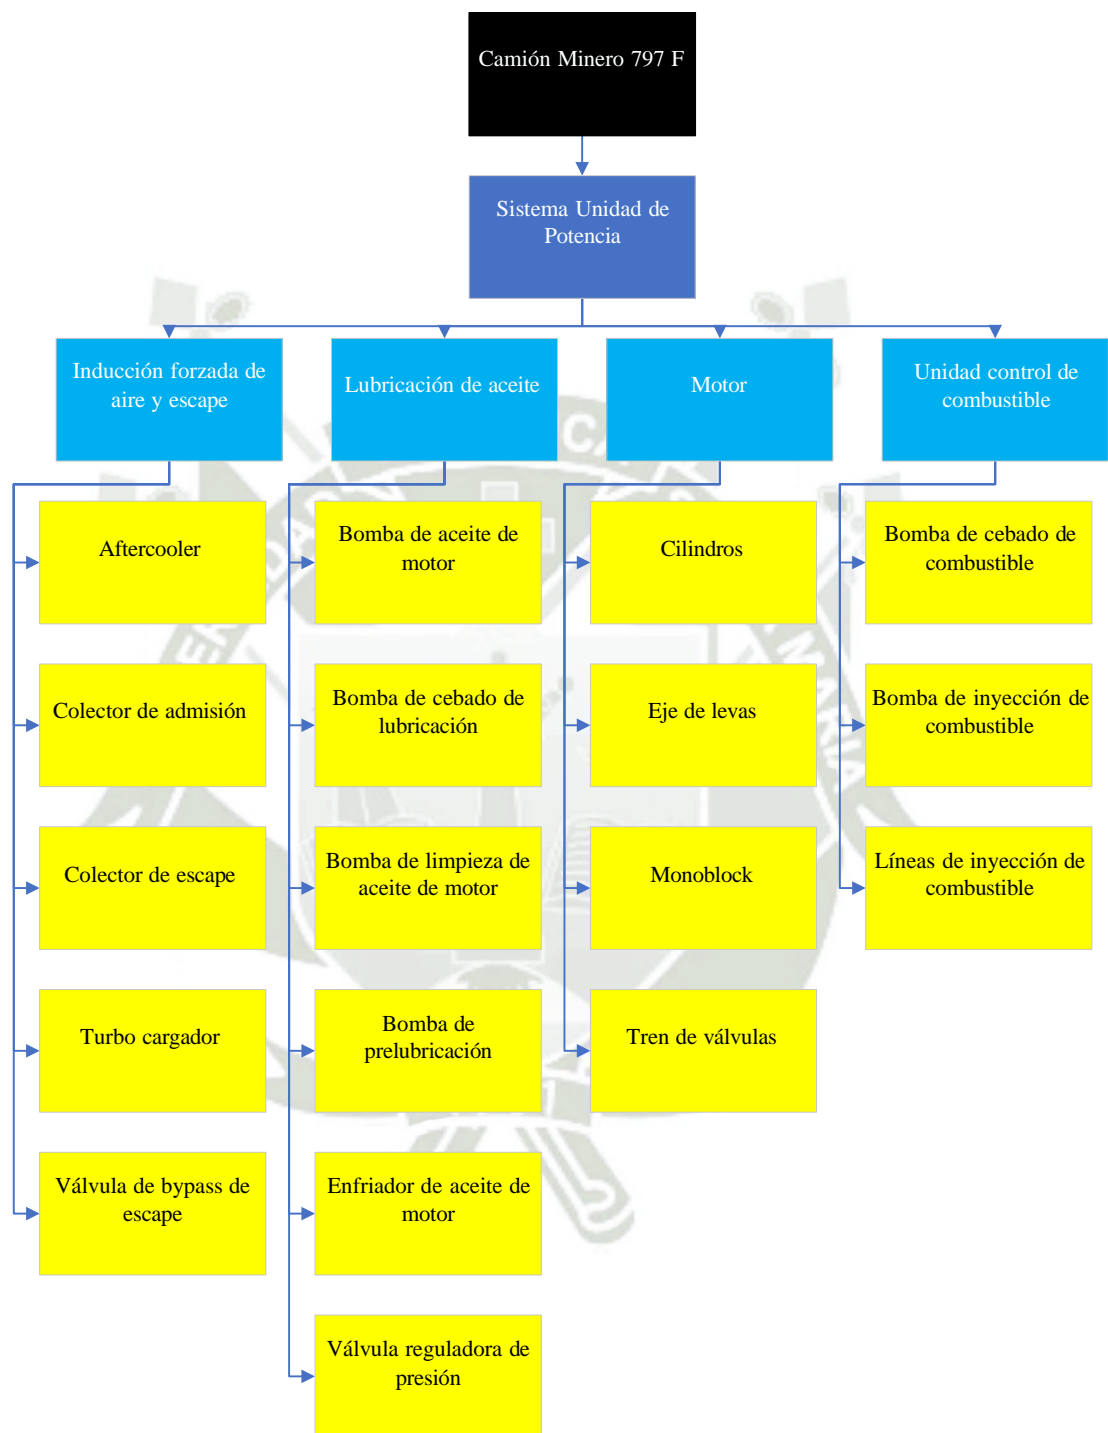 Camión Minero 797 F
Sistema Unidad de
Potencia
Inducción forzada de
aire y escape
Lubricación de aceite
Motor
Unidad control de
combustible
Aftercooler
Colector de admisión
Colector de escape
Turbo cargador
Válvula de bypass de
escape
Bomba de aceite de
motor
Bomba de cebado de
lubricación
Bomba de limpieza de
aceite de motor
Bomba de
prelubricación
Enfriador de aceite de
motor
Válvula reguladora de
presión
Cilindros
Eje de levas
Monoblock
Tren de válvulas
Bomba de cebado de
combustible
Bomba de inyección de
combustible
Líneas de inyección de
combustible